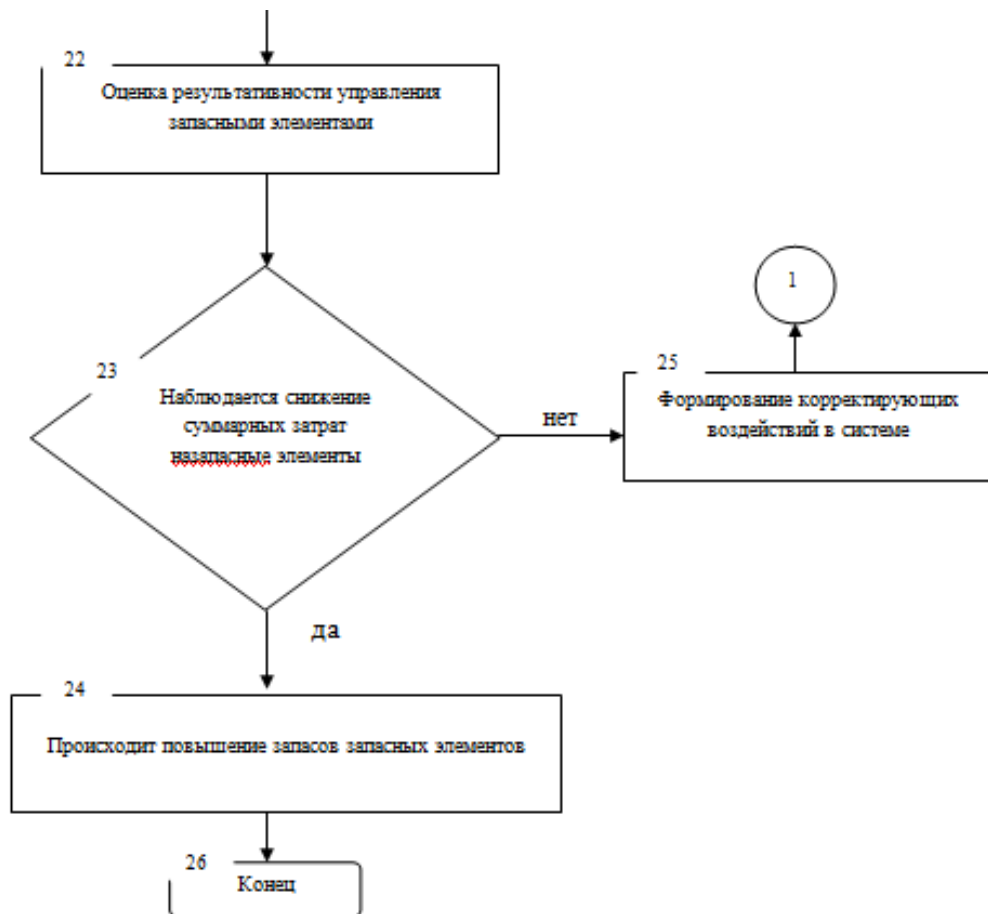 22
Оценка результативности управления
запасными элементами
1
23
Наблюдается снижение
суммарных затрат
назапасные элементы
нет
25
Формирование корректирующих
воздействий в системе
да
24
Происходит повышение запасов запасных элементов
26
Конец